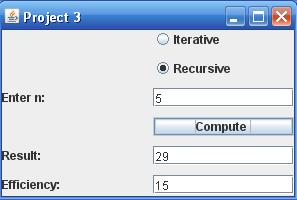 Project 3
Iterative
Recursive
Enter n: 5
Compute
Result: 29
Efficiency: 15